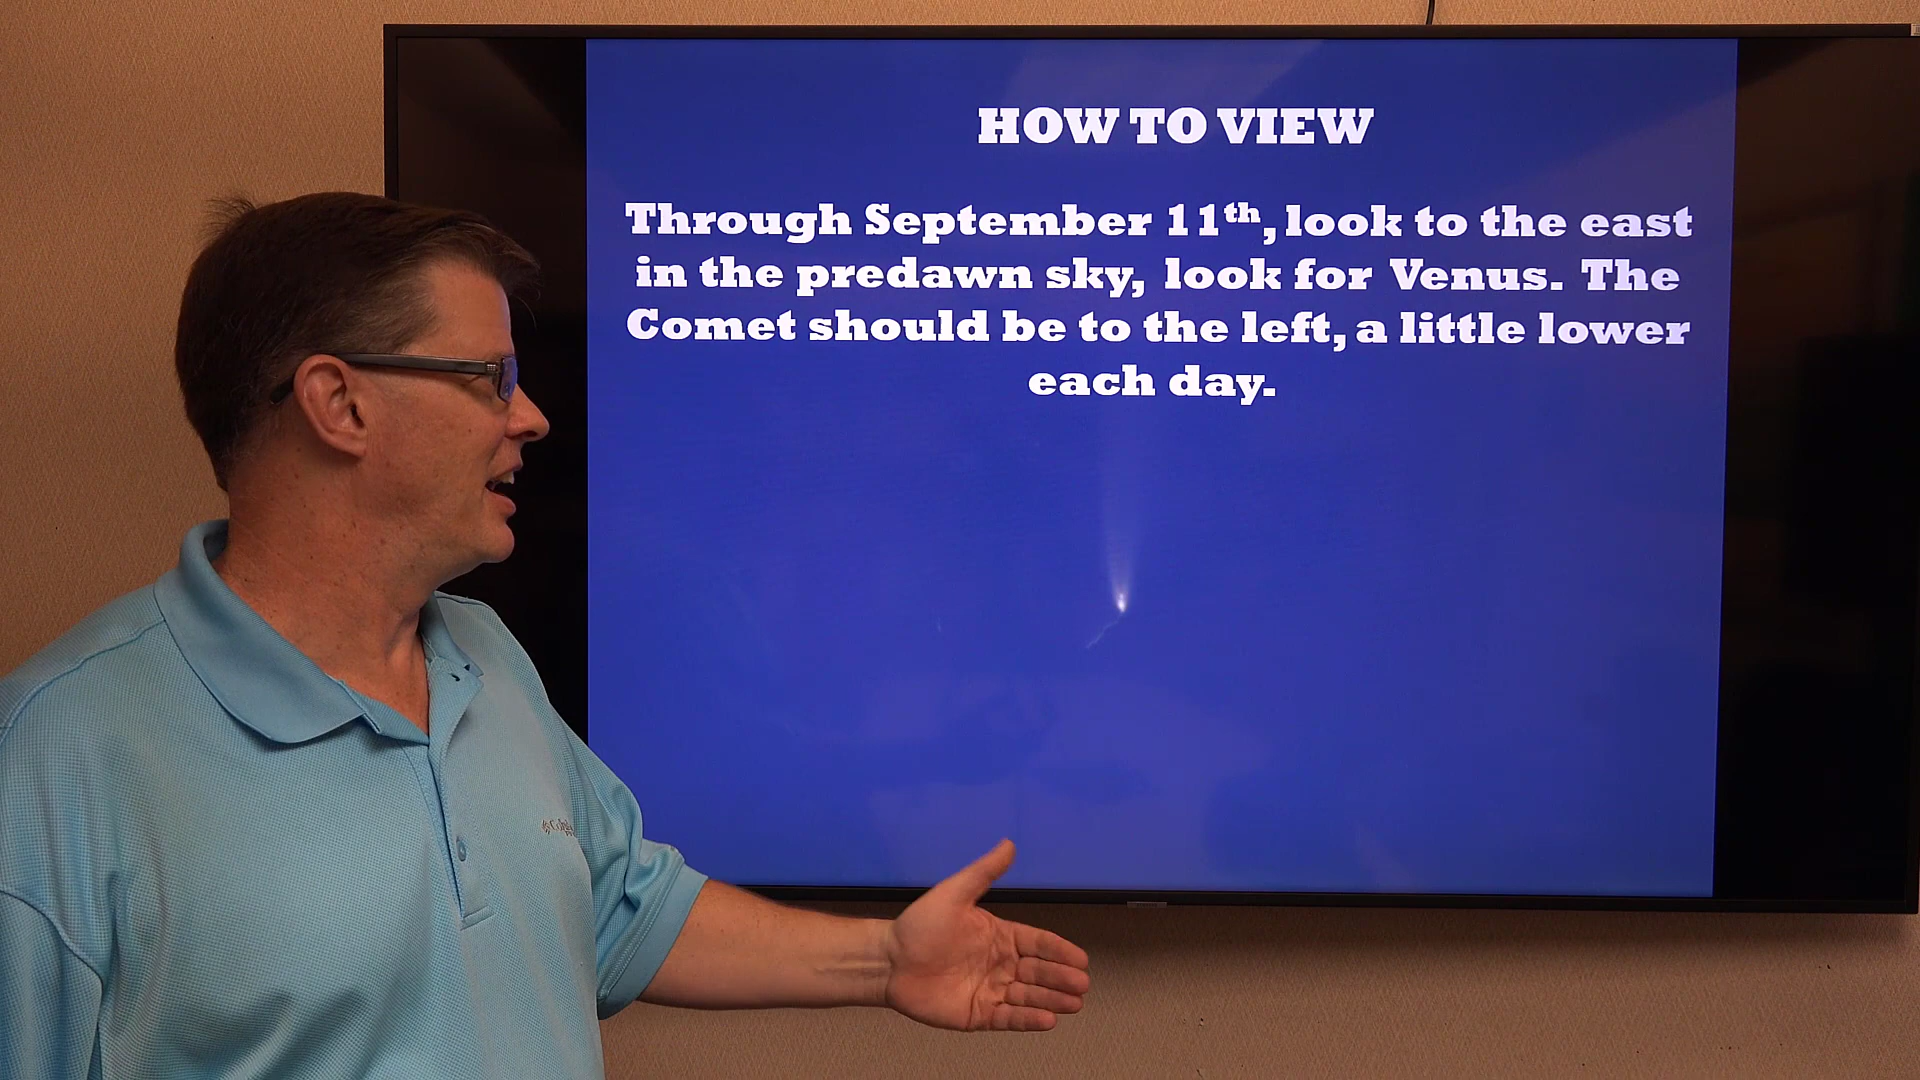 HOW TO VIEW
Through September 11th, look to the east
in the predawn sky, look for Venus. The
Comet should be to the left, a little lower
each day.